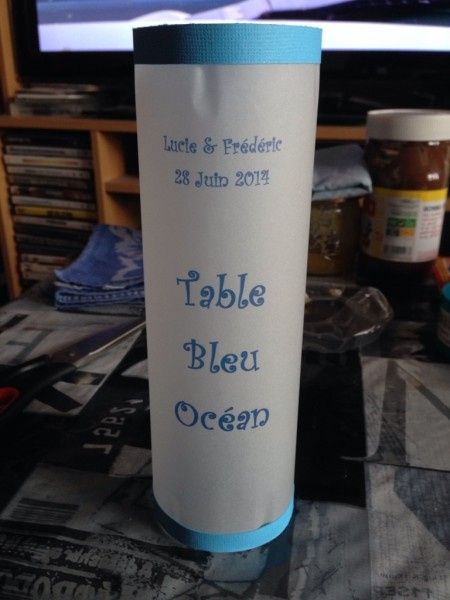 Lucie & Frédéric
28 Juin 2014
Table
Bleu
Océan